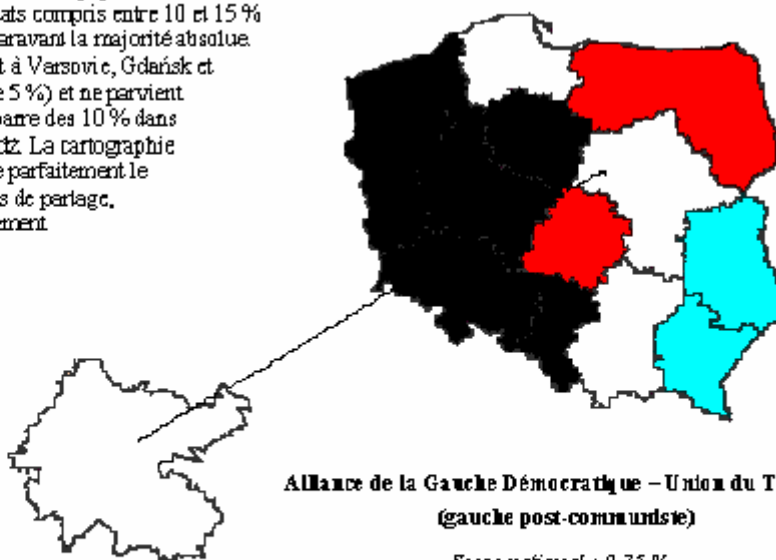 ats compris entre 10 et 15 %
aravant la majorité absolue.
t à Varsovie, Gdańsk et
e 5 %) et ne parvient
barre des 10 % dans
dz. La cartographie
e parfaitement le
s de partage,
ement
Alliance de la Gauche Démocratique – Union du T
(gauche post-communiste)